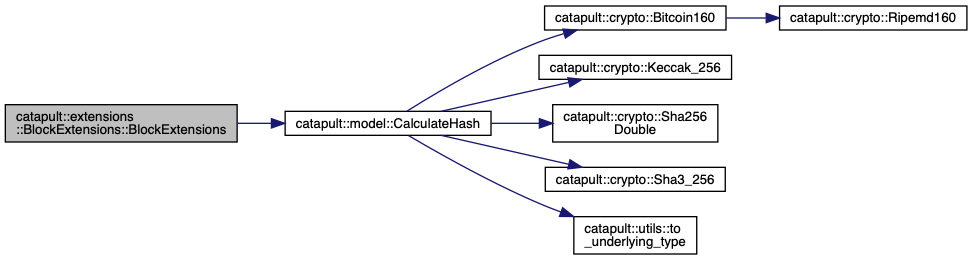 catapult::extensions
::BlockExtensions::BlockExtensions
catapult::model::CalculateHash
catapult::crypto::Bitcoin160
catapult::crypto::Ripemd160
catapult::crypto::Keccak_256
catapult::crypto::Sha256
Double
catapult::crypto::Sha3_256
catapult::utils::to
_underlying_type